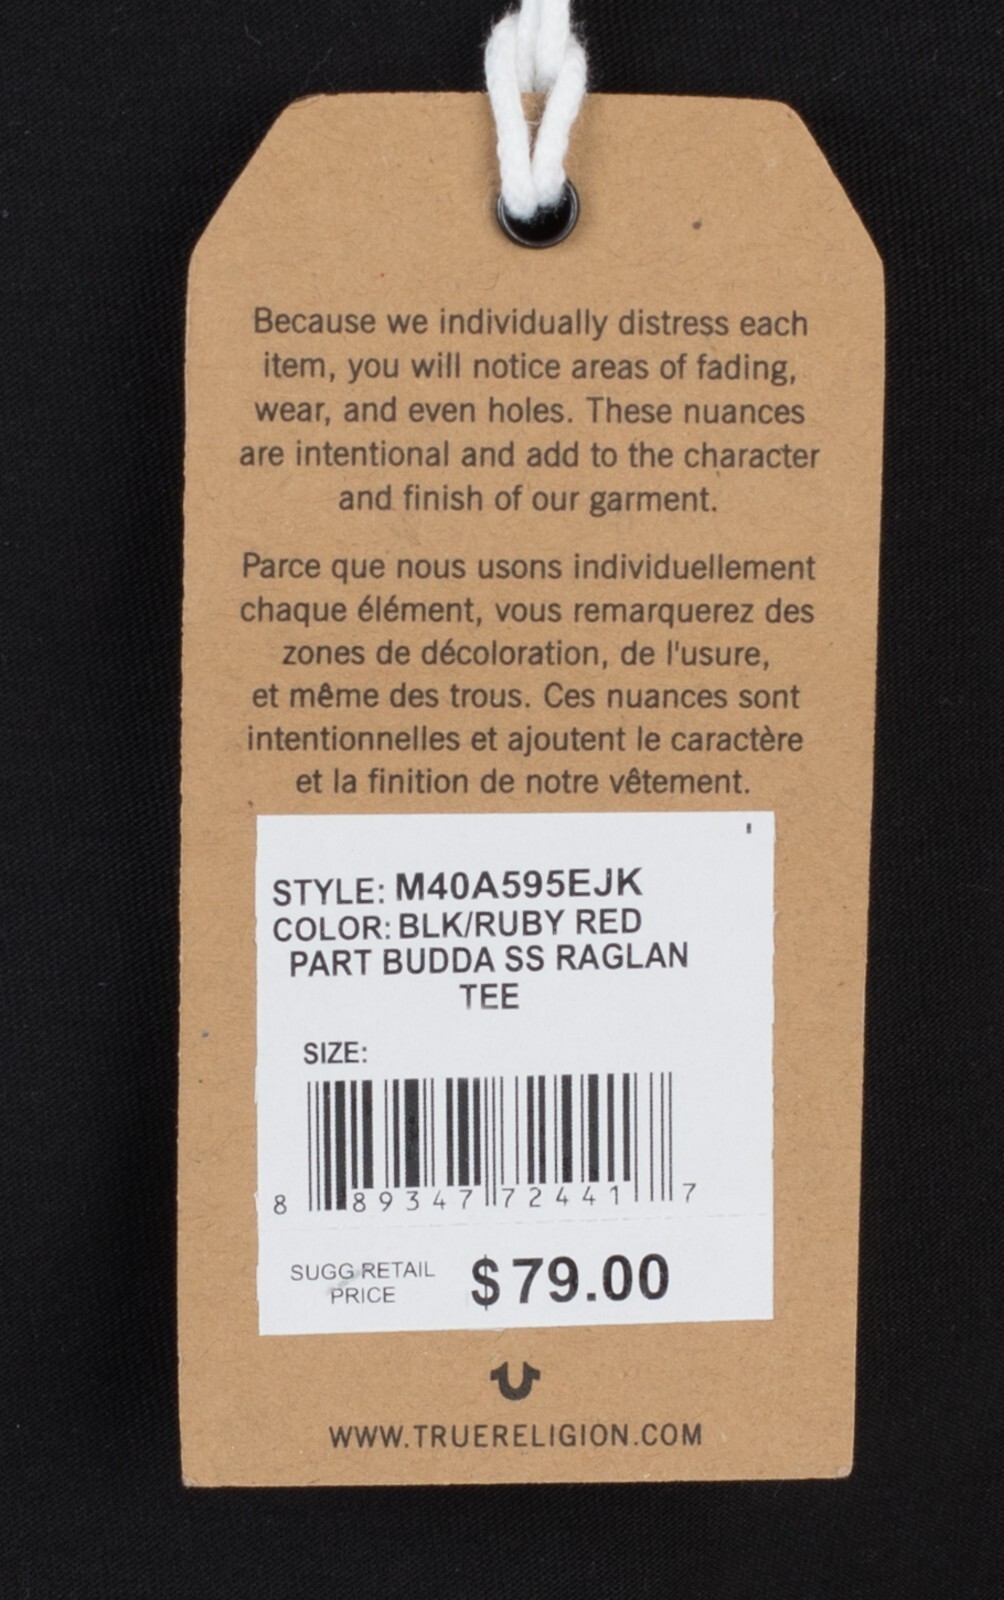 Because we individually distress each
item, you will notice areas of fading,
wear, and even holes. These nuances
are intentional and add to the character
and finish of our garment.
Parce que nous usons individuellement
chaque élément, vous remarquerez des
zones de décoloration, de l'usure,
et même des trous. Ces nuances sont
intentionnelles et ajoutent le caractère
et la finition de notre vêtement.
STYLE: M40A595EJK
COLOR: BLK/RUBY RED
PART BUDDA SS RAGLAN
TEE
SIZE:
8 89347 72441 7
SUGG RETAIL
PRICE
$79.00
WWW.TRUERELIGION.COM